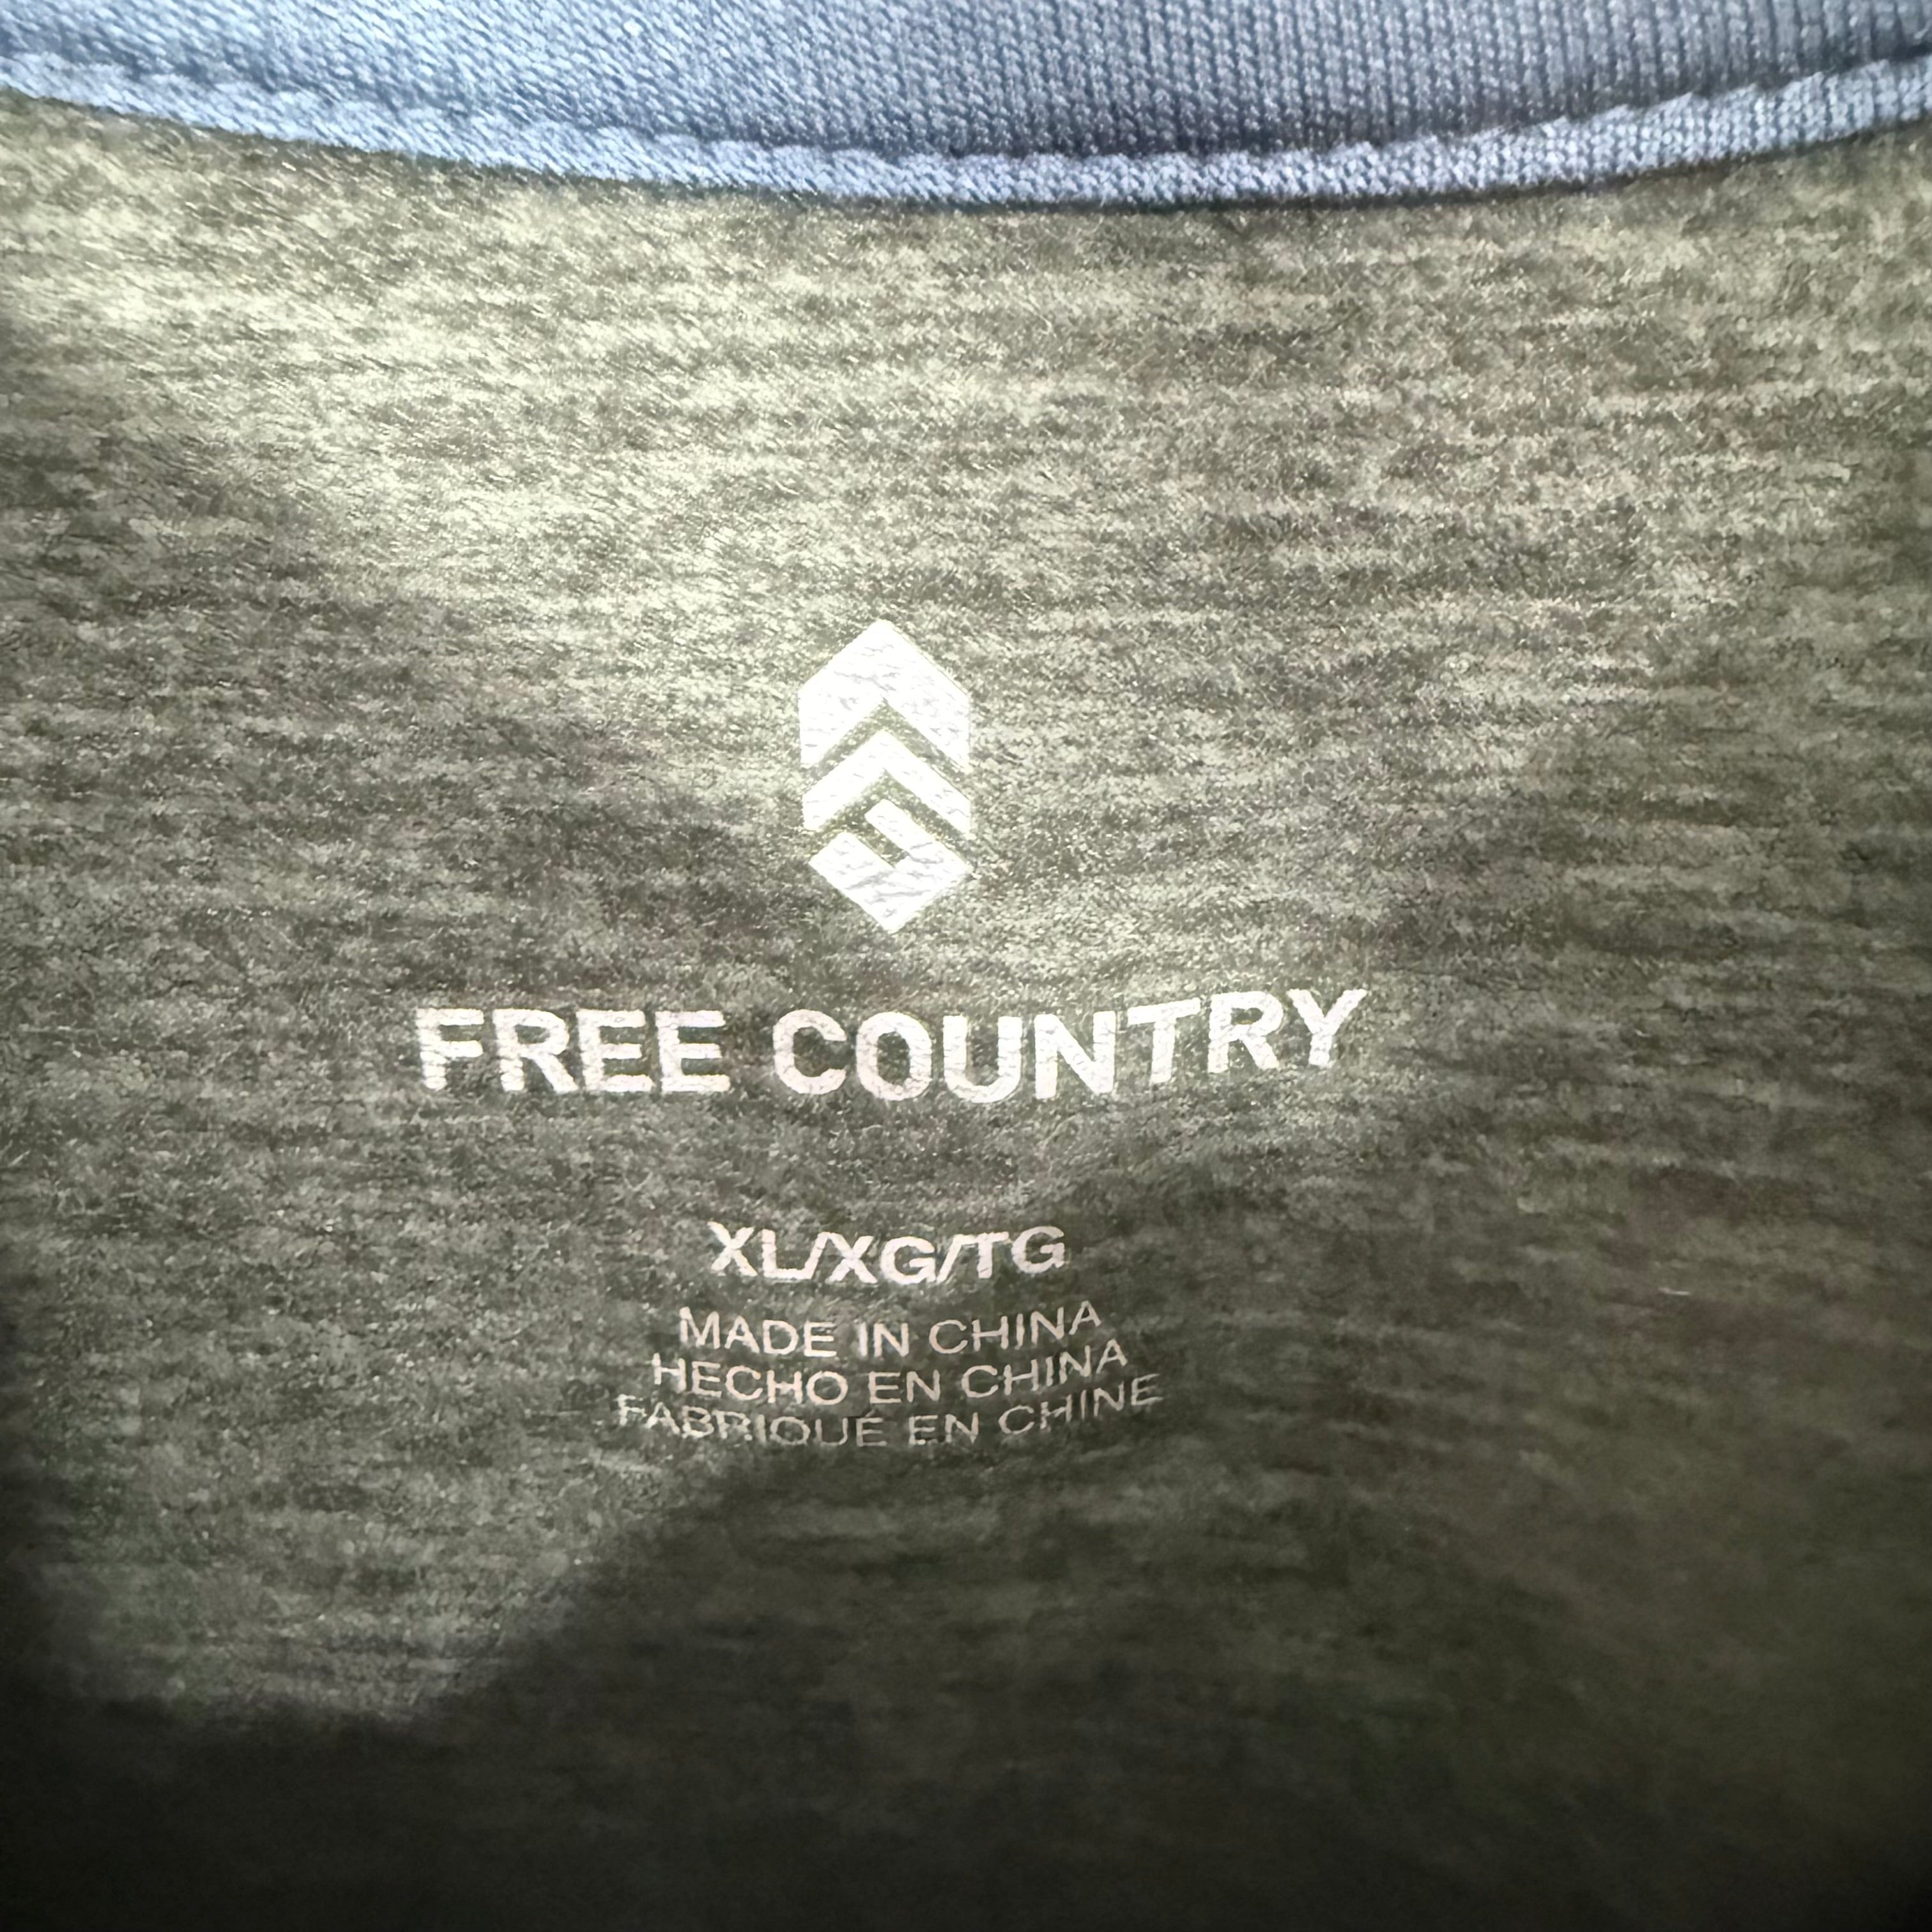 FREE COUNTRY
XL/XG/TG
MADE IN CHINA
HECHO EN CHINA
FABRIQUÉ EN CHINE